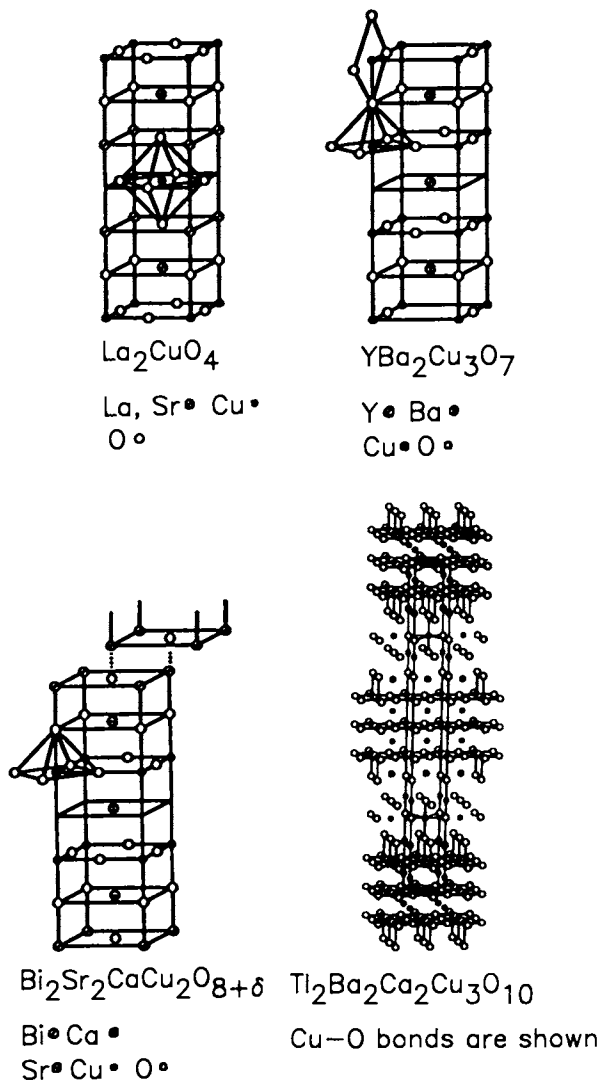 La₂CuO₄
La, Sr Cu
O
YBa₂Cu₃O₇
Y Ba
Cu O
Bi₂Sr₂CaCu₂O₈₊δ
Bi Ca
Sr Cu O
Tl₂Ba₂Ca₂Cu₃O₁₀
Cu–O bonds are shown